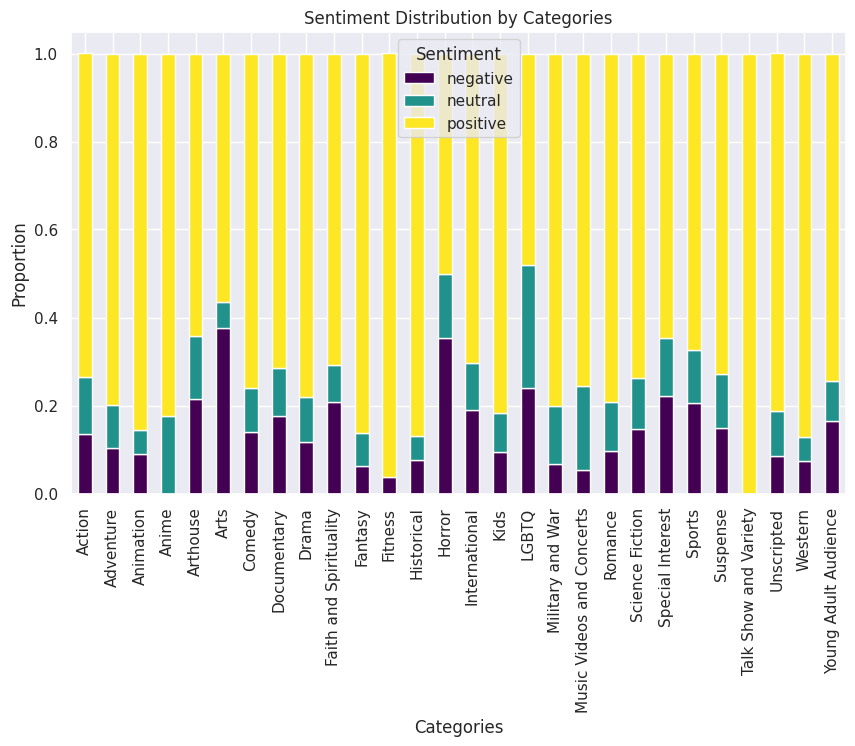 Sentiment Distribution by Categories
Sentiment
negative
neutral
positive
Proportion
1.0
0.8
0.6
0.4
0.2
0.0
Action
Adventure
Animation
Anime
Arthouse
Arts
Comedy
Documentary
Drama
Faith and Spirituality
Fantasy
Fitness
Historical
Horror
International
Kids
LGBTQ
Military and War
Music Videos and Concerts
Romance
Science Fiction
Special Interest
Sports
Suspense
Talk Show and Variety
Unscripted
Western
Young Adult Audience
Categories